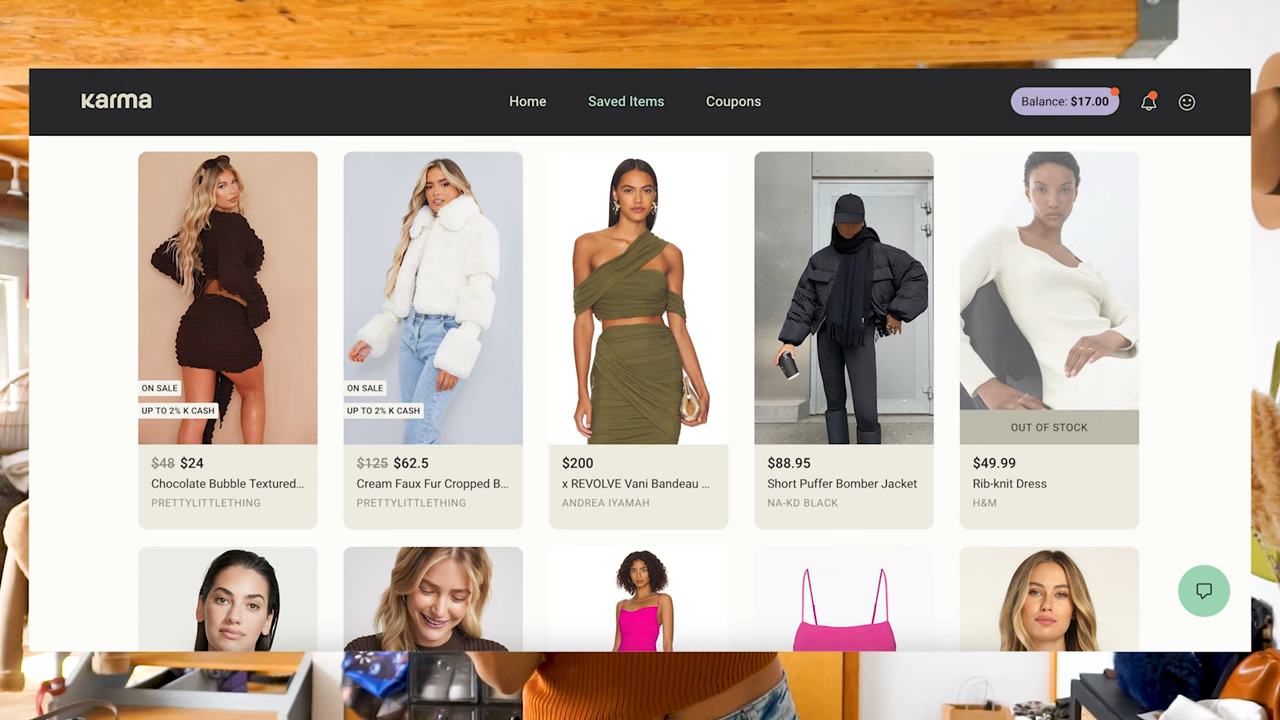 Karma
Home
Saved Items
Coupons
Balance: $17.00
ON SALE
UP TO 2% K CASH
$48 $24
Chocolate Bubble Textured...
PRETTYLITTLETHING
ON SALE
UP TO 2% K CASH
$125 $62.5
Cream Faux Fur Cropped B...
PRETTYLITTLETHING
$200
x REVOLVE Vani Bandeau ...
ANDREA IYAMAH
$88.95
Short Puffer Bomber Jacket
NA-KD BLACK
OUT OF STOCK
$49.99
Rib-knit Dress
H&M